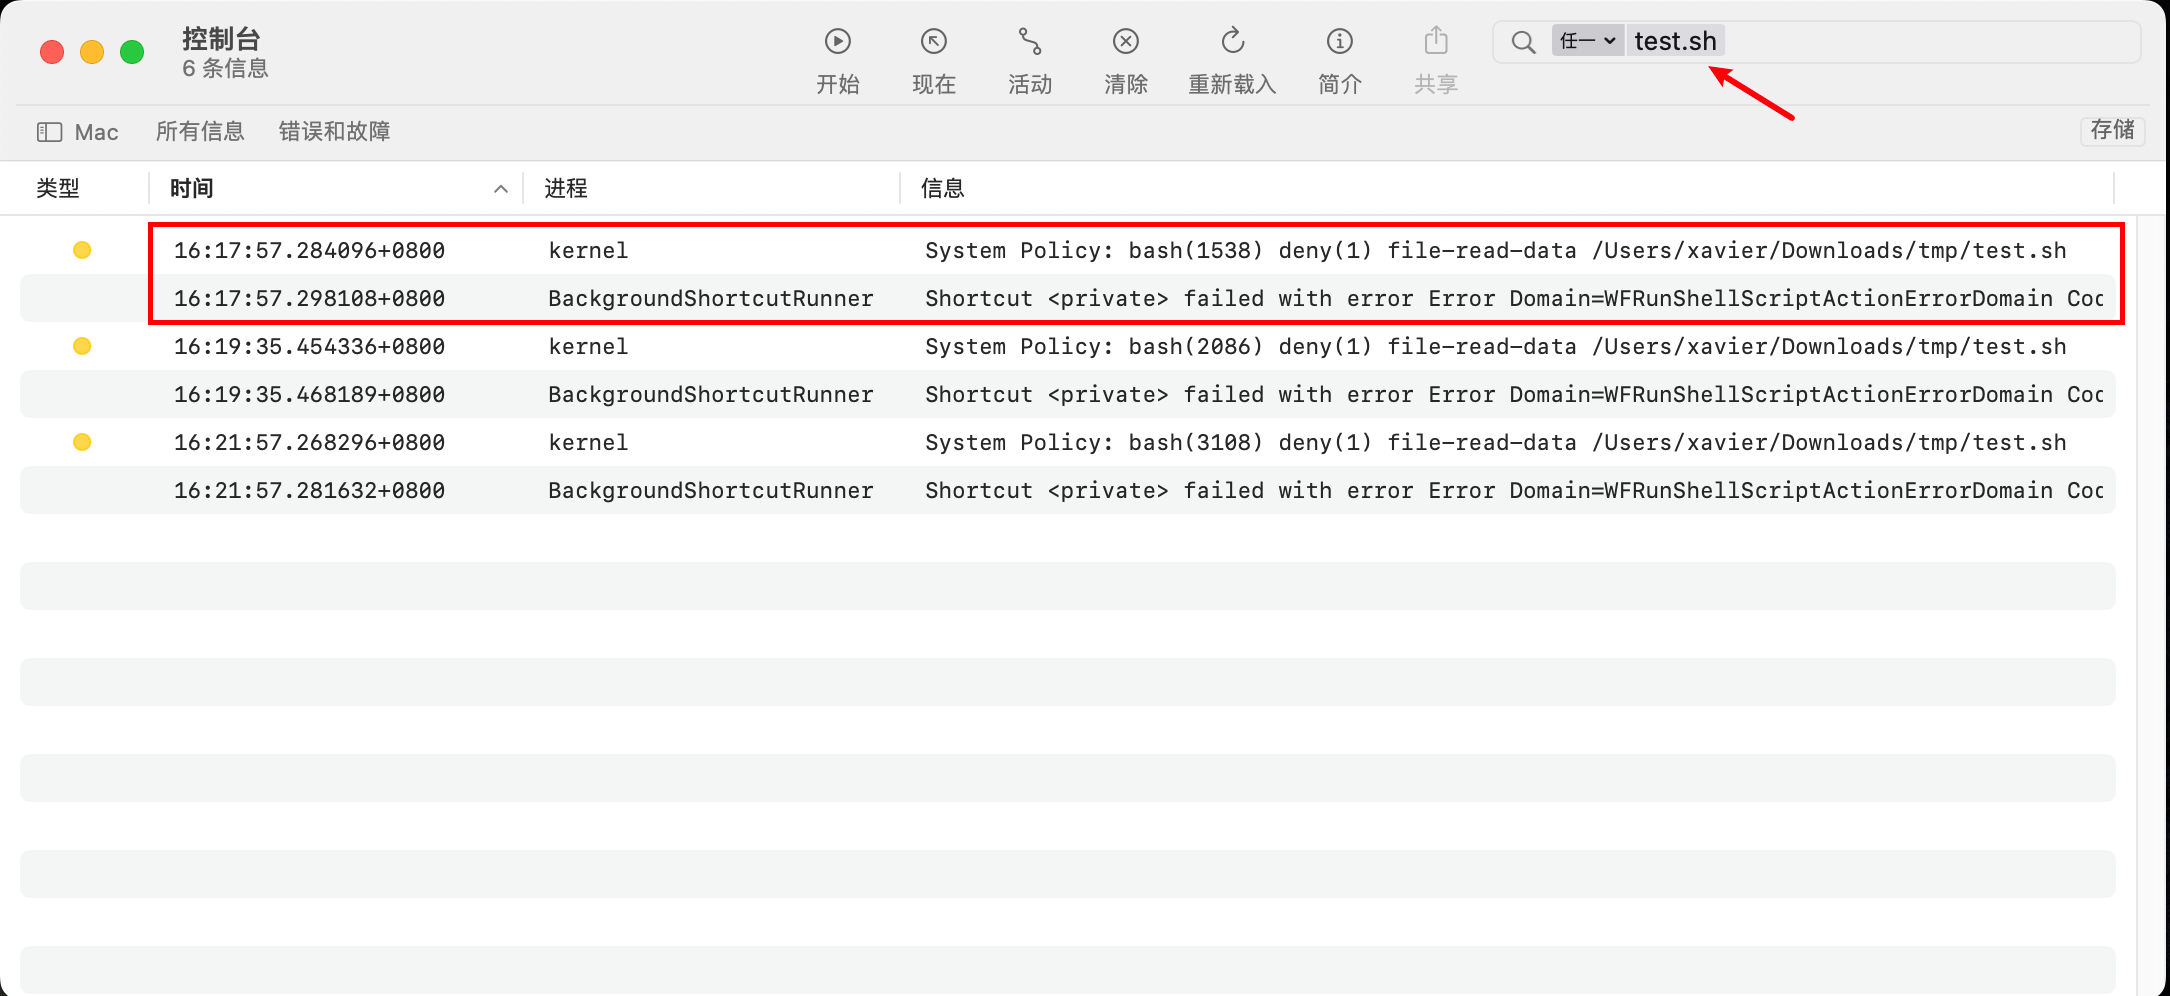 控制台
6 条信息
开始
现在
活动
清除
重新载入
简介
共享
任一 test.sh
Mac 所有信息 错误和故障
存储
类型 时间 进程 信息
16:17:57.284096+0800 kernel System Policy: bash(1538) deny(1) file-read-data /Users/xavier/Downloads/tmp/test.sh
16:17:57.298108+0800 BackgroundShortcutRunner Shortcut <private> failed with error Error Domain=WFRunShellScriptActionErrorDomain Coc
16:19:35.454336+0800 kernel System Policy: bash(2086) deny(1) file-read-data /Users/xavier/Downloads/tmp/test.sh
16:19:35.468189+0800 BackgroundShortcutRunner Shortcut <private> failed with error Error Domain=WFRunShellScriptActionErrorDomain Coc
16:21:57.268296+0800 kernel System Policy: bash(3108) deny(1) file-read-data /Users/xavier/Downloads/tmp/test.sh
16:21:57.281632+0800 BackgroundShortcutRunner Shortcut <private> failed with error Error Domain=WFRunShellScriptActionErrorDomain Coc